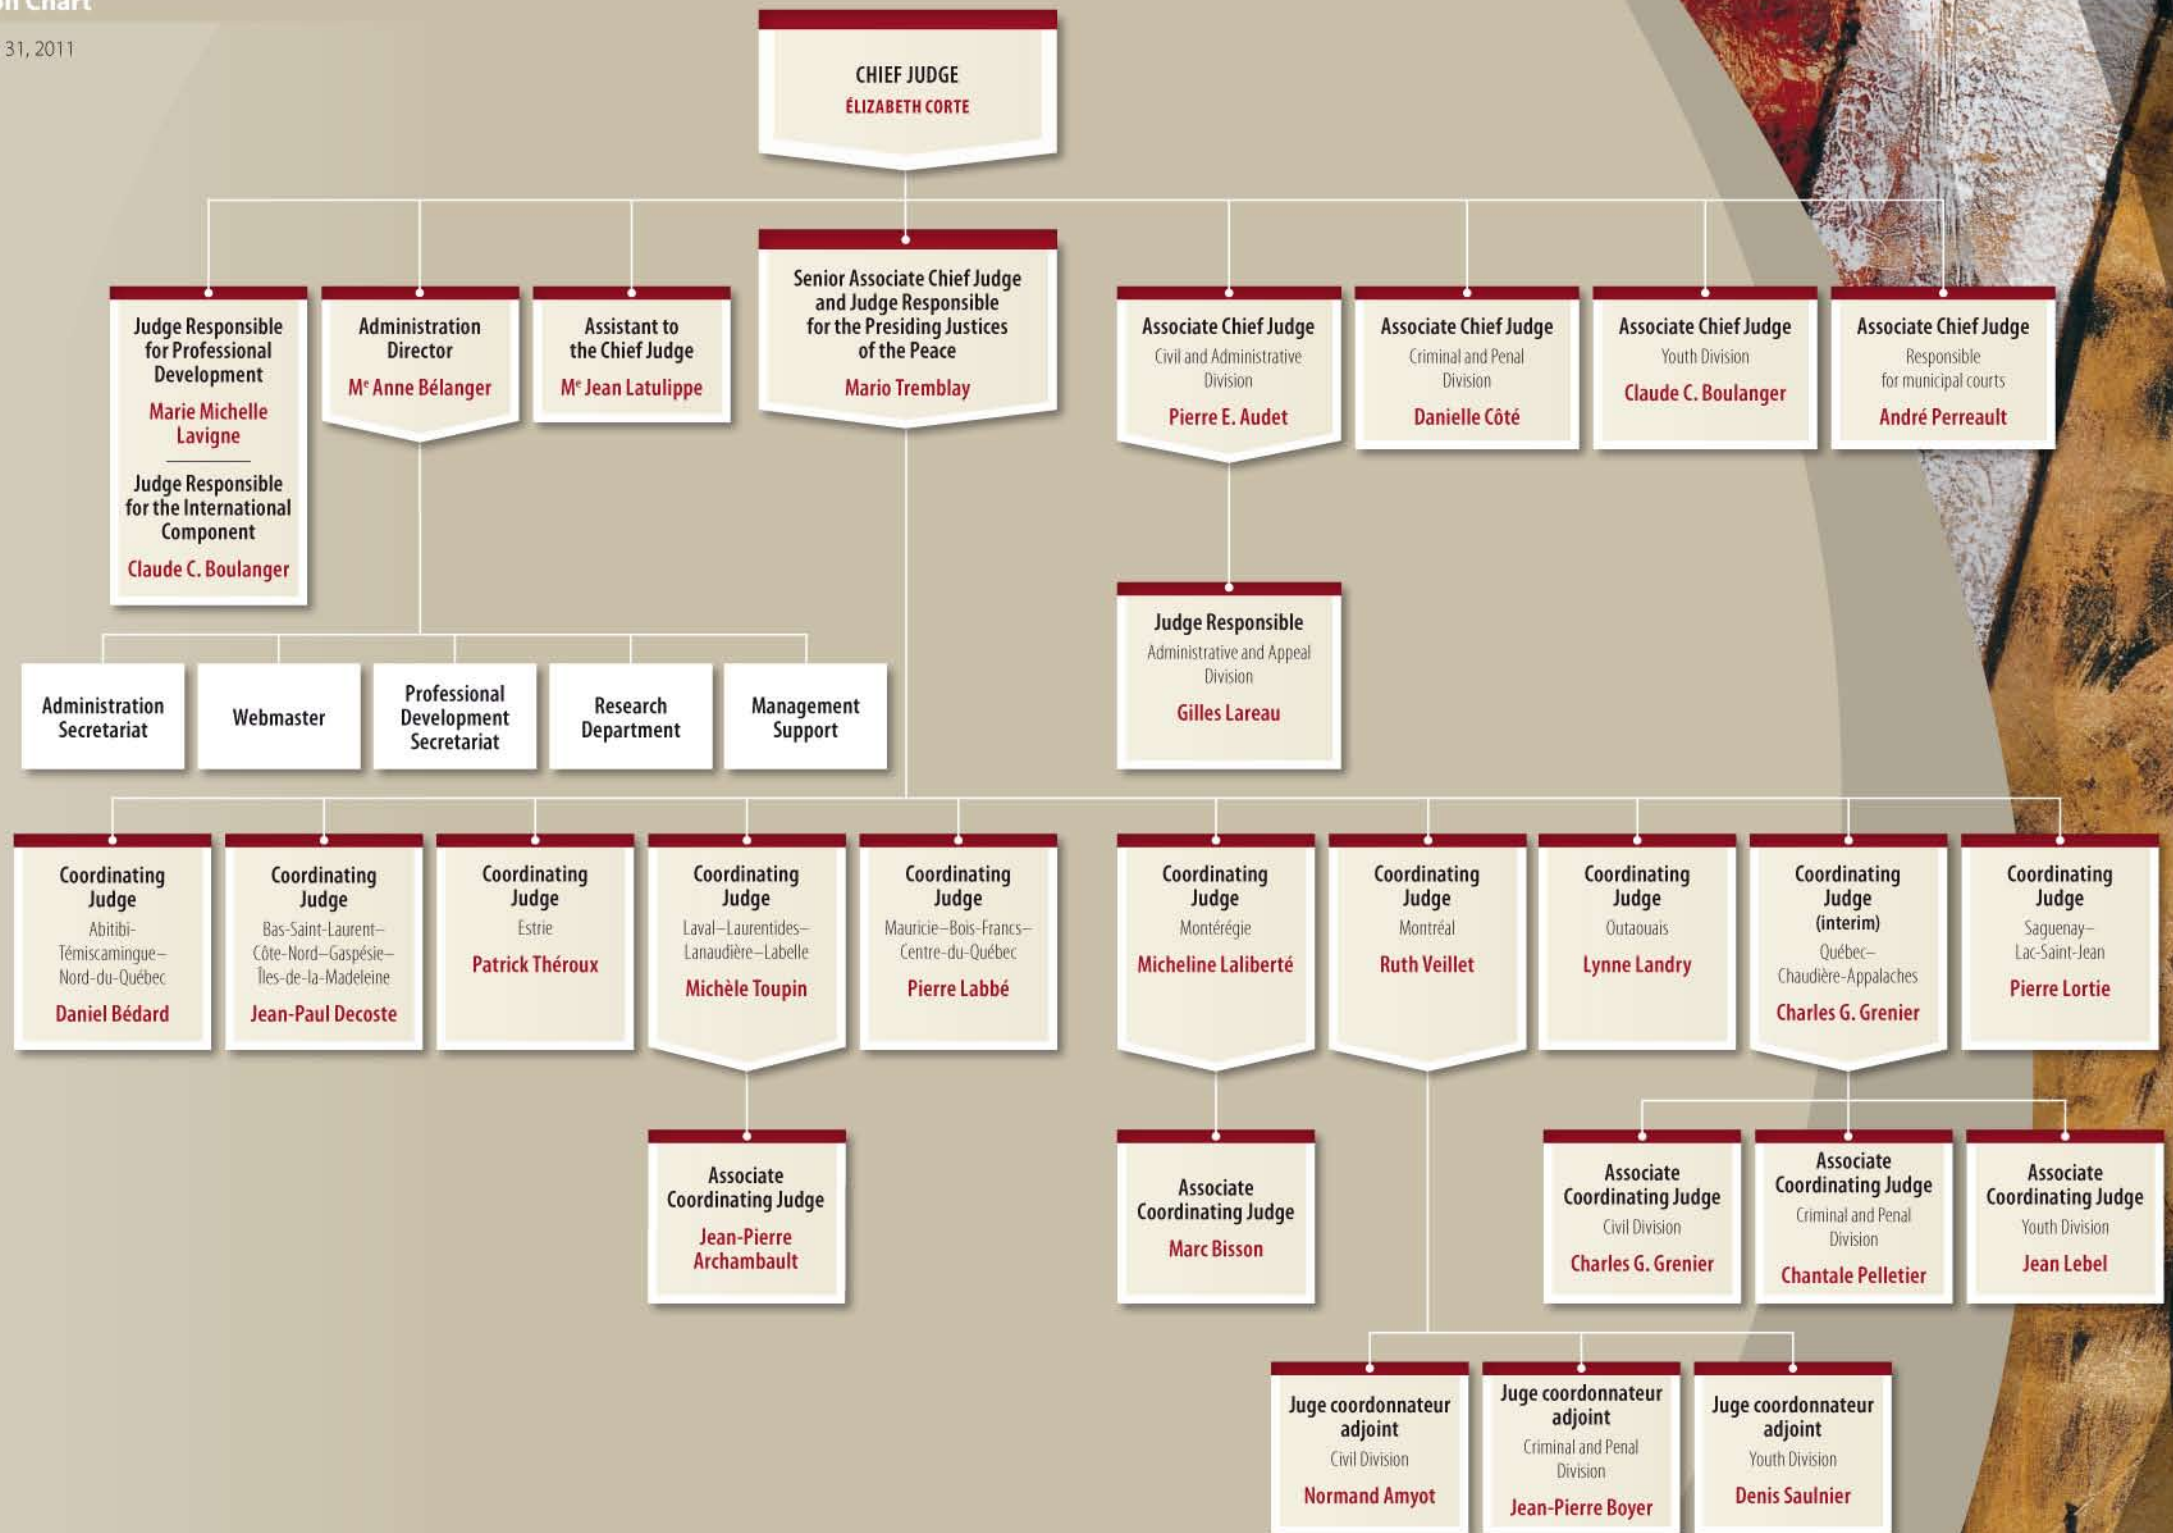 31, 2011
CHIEF JUDGE
ÉLIZABETH CORTE
Judge Responsible
for Professional
Development
Marie Michelle
Lavigne
Judge Responsible
for the International
Component
Claude C. Boulanger
Administration
Director
Me Anne Bélanger
Assistant to
the Chief Judge
Me Jean Latulippe
Senior Associate Chief Judge
and Judge Responsible
for the Presiding Justices
of the Peace
Mario Tremblay
Associate Chief Judge
Civil and Administrative
Division
Pierre E. Audet
Associate Chief Judge
Criminal and Penal
Division
Danielle Côté
Associate Chief Judge
Youth Division
Claude C. Boulanger
Associate Chief Judge
Responsible
for municipal courts
André Perreault
Judge Responsible
Administrative and Appeal
Division
Gilles Lareau
Administration
Secretariat
Webmaster
Professional
Development
Secretariat
Research
Department
Management
Support
Coordinating
Judge
Abitibi-
Témiscamingue–
Nord-du-Québec
Daniel Bédard
Coordinating
Judge
Bas-Saint-Laurent–
Côte-Nord–Gaspésie–
Îles-de-la-Madeleine
Jean-Paul Decoste
Coordinating
Judge
Estrie
Patrick Théroux
Coordinating
Judge
Laval–Laurentides–
Lanaudière–Labelle
Michèle Toupin
Coordinating
Judge
Mauricie–Bois-Francs–
Centre-du-Québec
Pierre Labbé
Coordinating
Judge
Montérégie
Micheline Laliberté
Coordinating
Judge
Montréal
Ruth Veillet
Coordinating
Judge
Outaouais
Lynne Landry
Coordinating
Judge
(interim)
Québec–
Chaudière-Appalaches
Charles G. Grenier
Coordinating
Judge
Saguenay–
Lac-Saint-Jean
Pierre Lortie
Associate
Coordinating Judge
Jean-Pierre
Archambault
Associate
Coordinating Judge
Marc Bisson
Associate
Coordinating Judge
Civil Division
Charles G. Grenier
Associate
Coordinating Judge
Criminal and Penal
Division
Chantale Pelletier
Associate
Coordinating Judge
Youth Division
Jean Lebel
Juge coordonnateur
adjoint
Civil Division
Normand Amyot
Juge coordonnateur
adjoint
Criminal and Penal
Division
Jean-Pierre Boyer
Juge coordonnateur
adjoint
Youth Division
Denis Saulnier